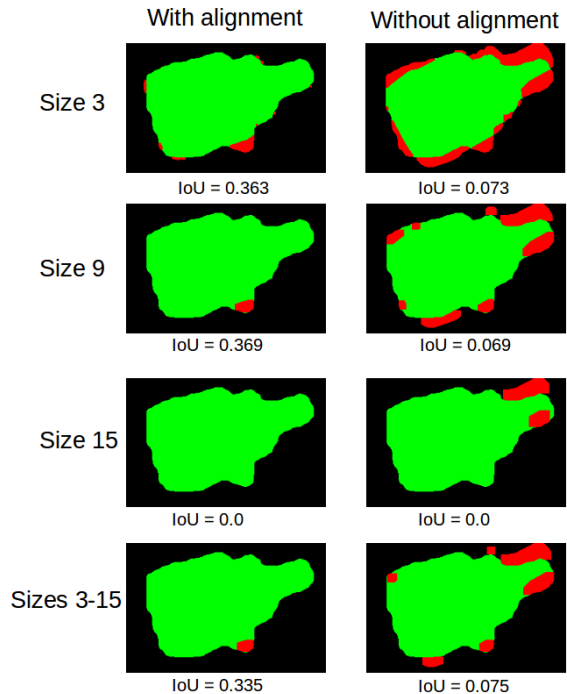 With alignment Without alignment
Size 3
IoU = 0.363 IoU = 0.073
Size 9
IoU = 0.369 IoU = 0.069
Size 15
IoU = 0.0 IoU = 0.0
Sizes 3-15
IoU = 0.335 IoU = 0.075